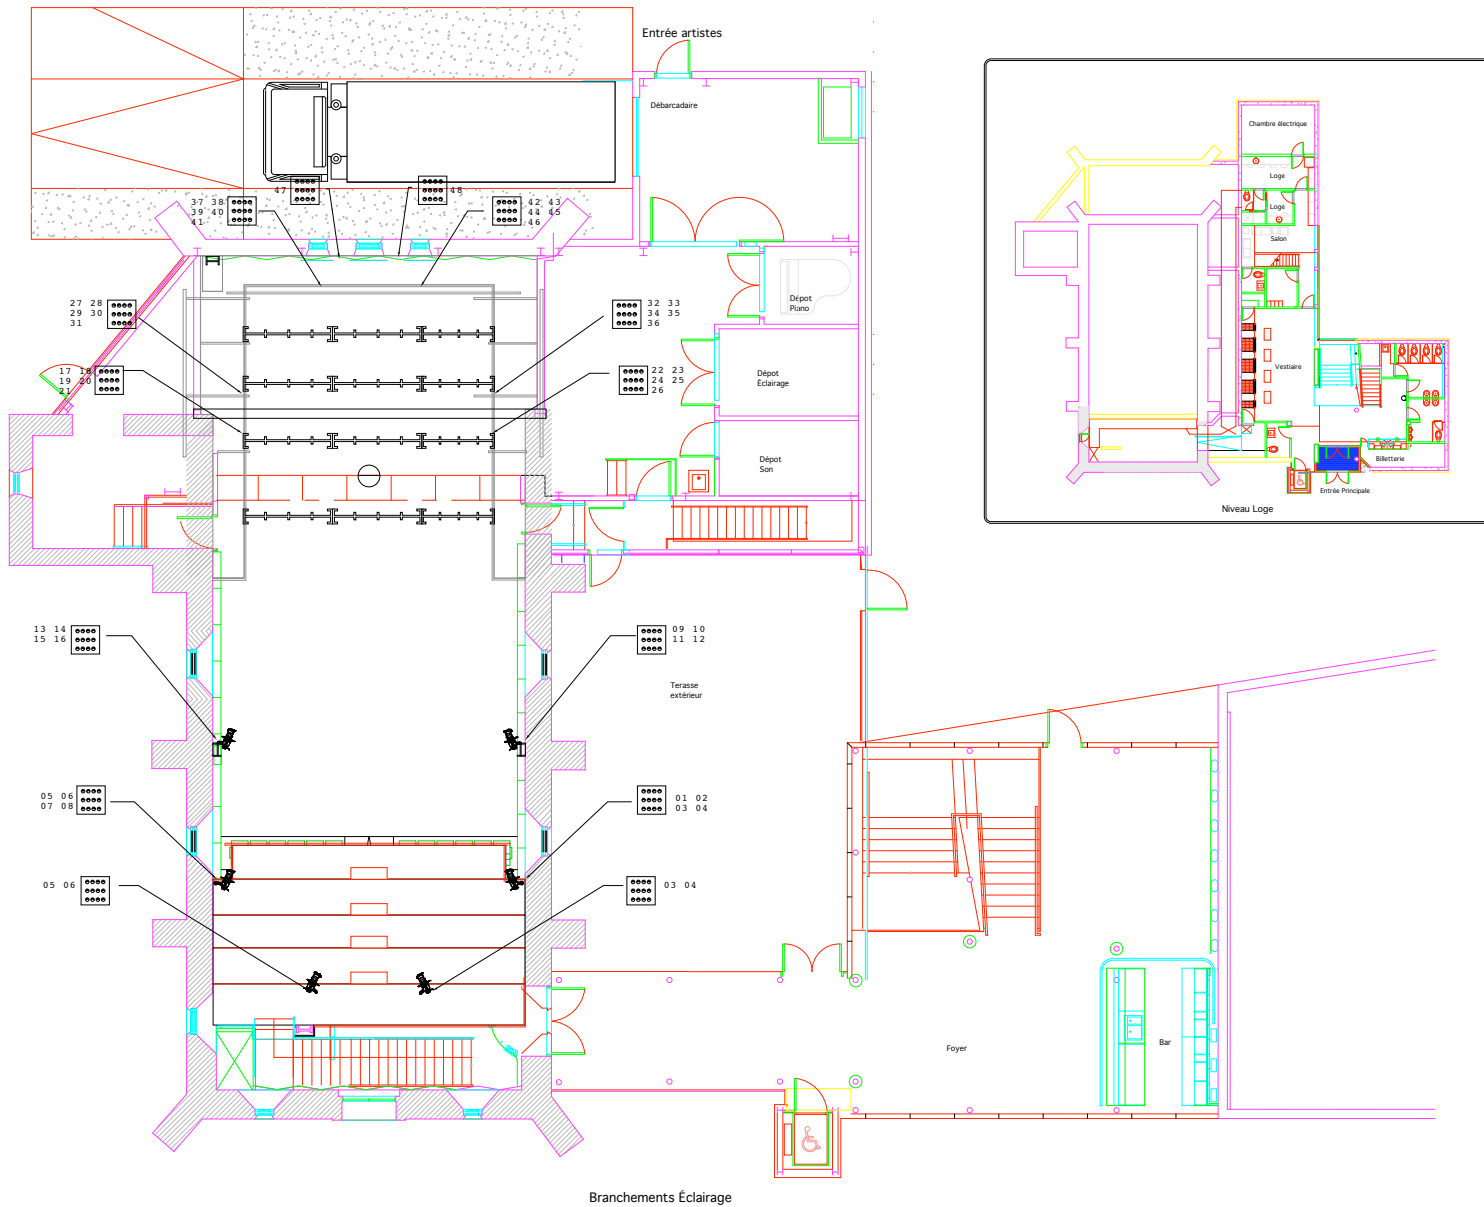 Entrée artistes
Débarcadaire
47
48
37 38
39 40
41
42 43
44 45
46
27 28
29 30
31
32 33
34 35
36
Dépot
Piano
17 18
19 20
21
22 23
24 25
26
Dépot
Éclairage
Dépot
Son
13 14
15 16
09 10
11 12
Terasse
extérieur
05 06
07 08
01 02
03 04
05 06
03 04
Foyer
Bar
Branchements Éclairage
Chambre électrique
Loge
Loge
Salon
Vestiaire
Billetterie
Entrée Principale
Niveau Loge